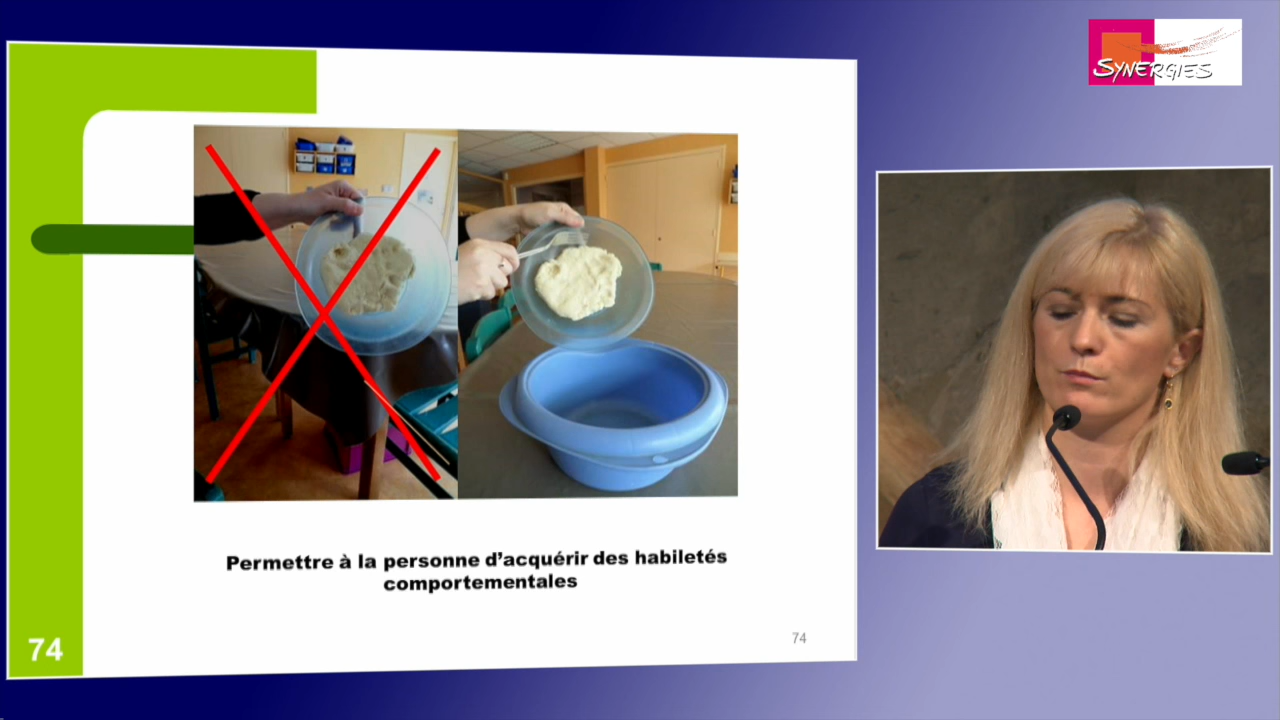 SYNERGIES
Permettre à la personne d'acquérir des habiletés
comportementales
74
74